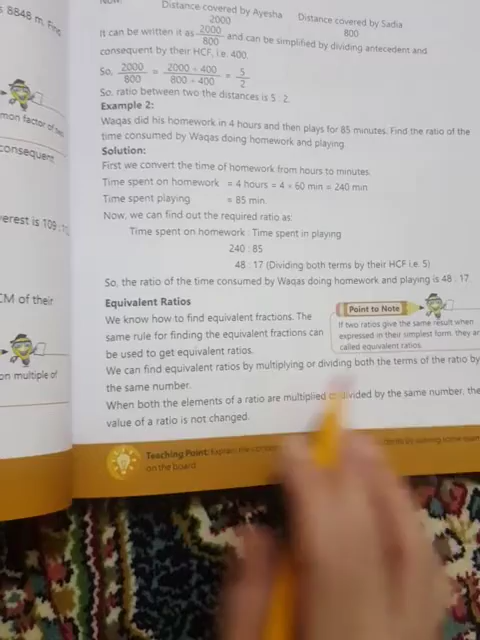 8848 m. Find
mon factor of two
consequent
verest is 109 :
CM of their
on multiple of
Distance covered by Ayesha Distance covered by Sadia
2000 800
It can be written as 2000/800 and can be simplified by dividing antecedent and
consequent by their HCF, i.e. 400.
So, 2000/800 = 2000 ÷ 400/800 ÷ 400 = 5/2
So, ratio between two the distances is 5 : 2.
Example 2:
Waqas did his homework in 4 hours and then plays for 85 minutes. Find the ratio of the
time consumed by Waqas doing homework and playing.
Solution:
First we convert the time of homework from hours to minutes.
Time spent on homework = 4 hours = 4 × 60 min = 240 min
Time spent playing = 85 min.
Now, we can find out the required ratio as:
Time spent on homework : Time spent in playing
240 : 85
48 : 17 (Dividing both terms by their HCF i.e. 5)
So, the ratio of the time consumed by Waqas doing homework and playing is 48 : 17.
Equivalent Ratios
We know how to find equivalent fractions. The
same rule for finding the equivalent fractions can
be used to get equivalent ratios.
Point to Note
If two ratios give the same result when
expressed in their simplest form, they are
called equivalent ratios.
We can find equivalent ratios by multiplying or dividing both the terms of the ratio by
the same number.
When both the elements of a ratio are multiplied or divided by the same number, the
value of a ratio is not changed.
Teaching Point: Explain the by solving some
on the board